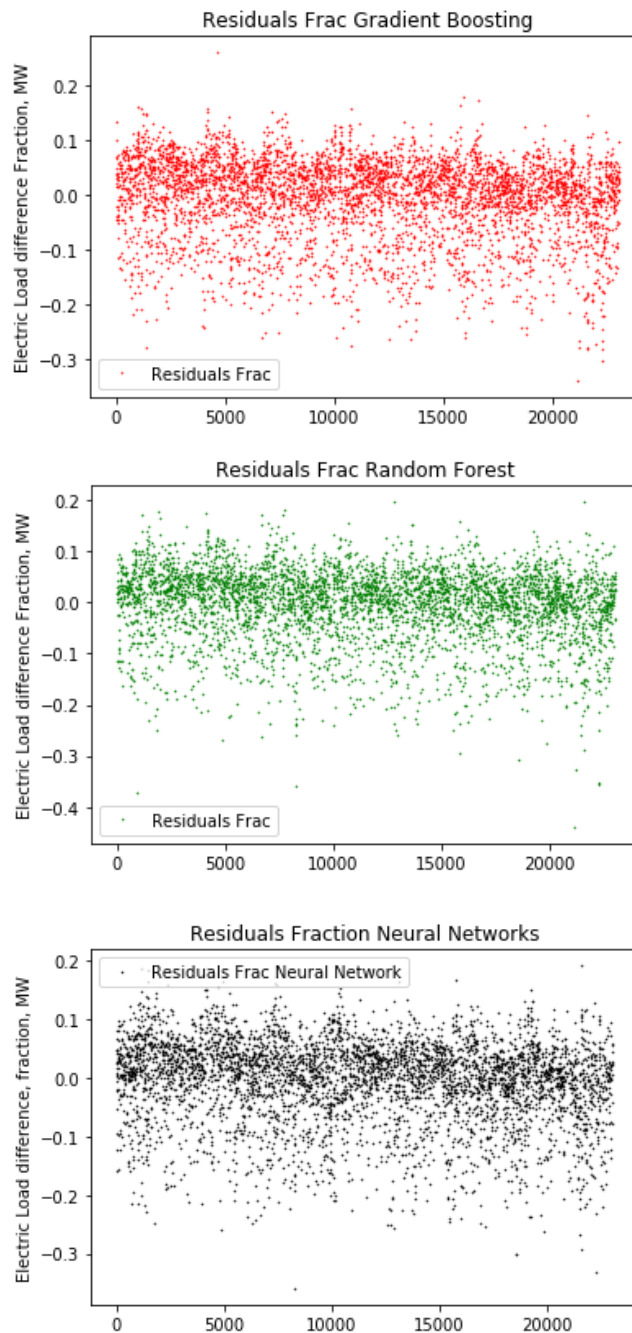 Residuals Frac Gradient Boosting
Electric Load difference Fraction, MW
0.2
0.1
0.0
−0.1
−0.2
−0.3
Residuals Frac
0 5000 10000 15000 20000
Residuals Frac Random Forest
Electric Load difference Fraction, MW
0.2
0.1
0.0
−0.1
−0.2
−0.3
−0.4
Residuals Frac
0 5000 10000 15000 20000
Residuals Fraction Neural Networks
Electric Load difference, fraction, MW
0.2
Residuals Frac Neural Network
0.1
0.0
−0.1
−0.2
−0.3
0 5000 10000 15000 20000